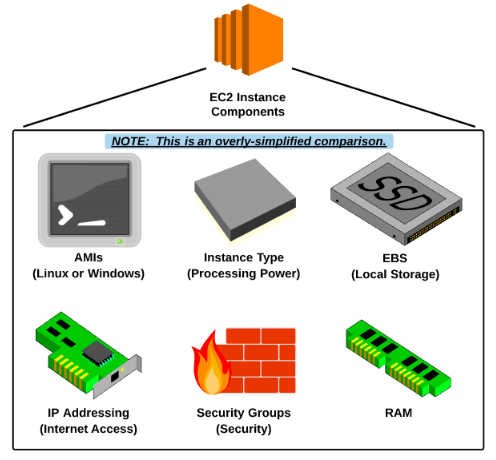 EC2 Instance
Components
NOTE:  This is an overly-simplified comparison.
AMIs
(Linux or Windows)
Instance Type
(Processing Power)
SSD
EBS
(Local Storage)
IP Addressing
(Internet Access)
Security Groups
(Security)
RAM